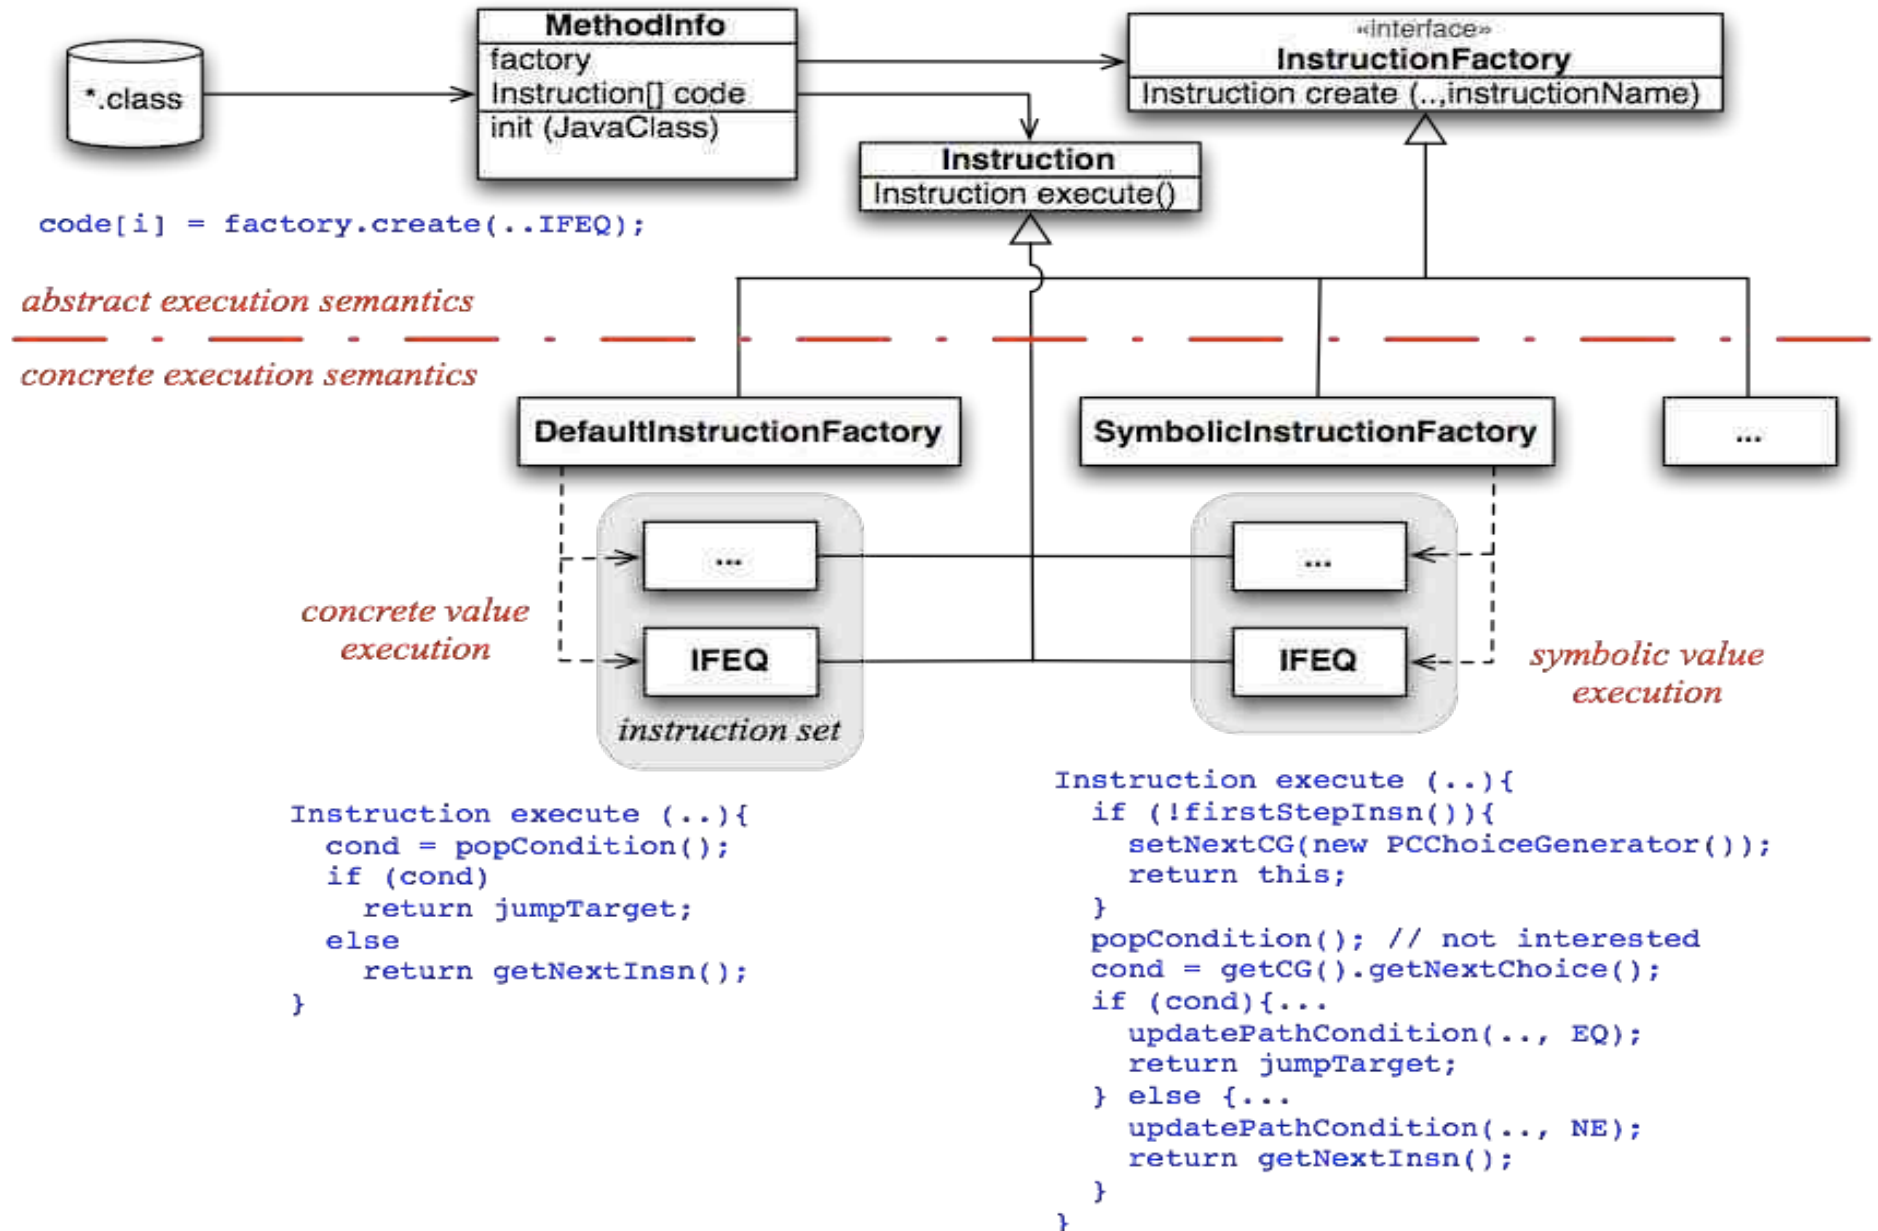 *.class
MethodInfo
factory
Instruction[] code
init (JavaClass)
«interface»
InstructionFactory
Instruction create (..,instructionName)
Instruction
Instruction execute()
code[i] = factory.create(..IFEQ);
abstract execution semantics
concrete execution semantics
DefaultInstructionFactory
SymbolicInstructionFactory
...
...
IFEQ
instruction set
concrete value
execution
...
IFEQ
symbolic value
execution
Instruction execute (..){
cond = popCondition();
if (cond)
return jumpTarget;
else
return getNextInsn();
}
Instruction execute (..){
if (!firstStepInsn()){
setNextCG(new PCChoiceGenerator());
return this;
}
popCondition(); // not interested
cond = getCG().getNextChoice();
if (cond){...
updatePathCondition(.., EQ);
return jumpTarget;
} else {...
updatePathCondition(.., NE);
return getNextInsn();
}
}